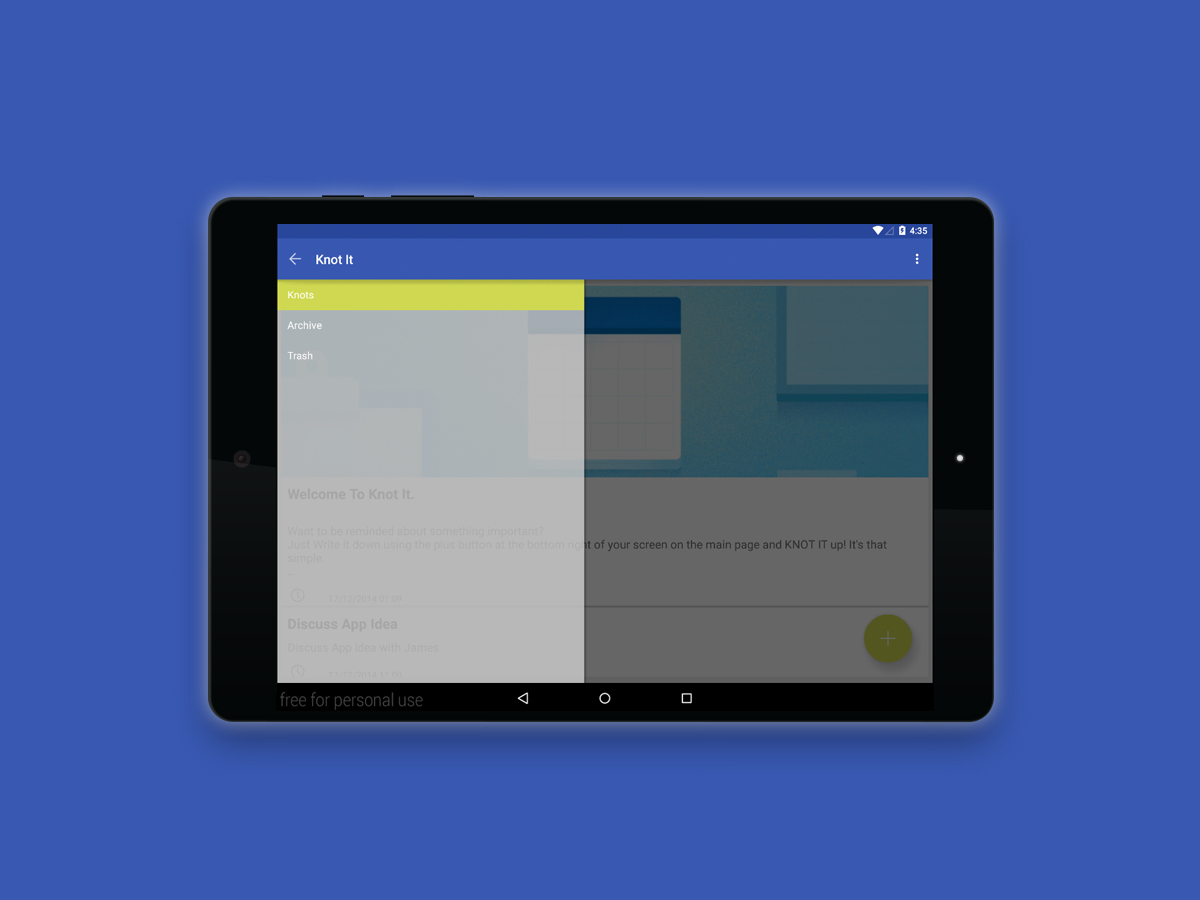 4:35
Knot It
Knots
Archive
Trash
Welcome To Knot It.
Want to be reminded about something important?
Just Write it down using the plus button at the bottom right of your screen on the main page and KNOT IT up! It's that
simple.
Discuss App Idea
Discuss App idea with James
free for personal use